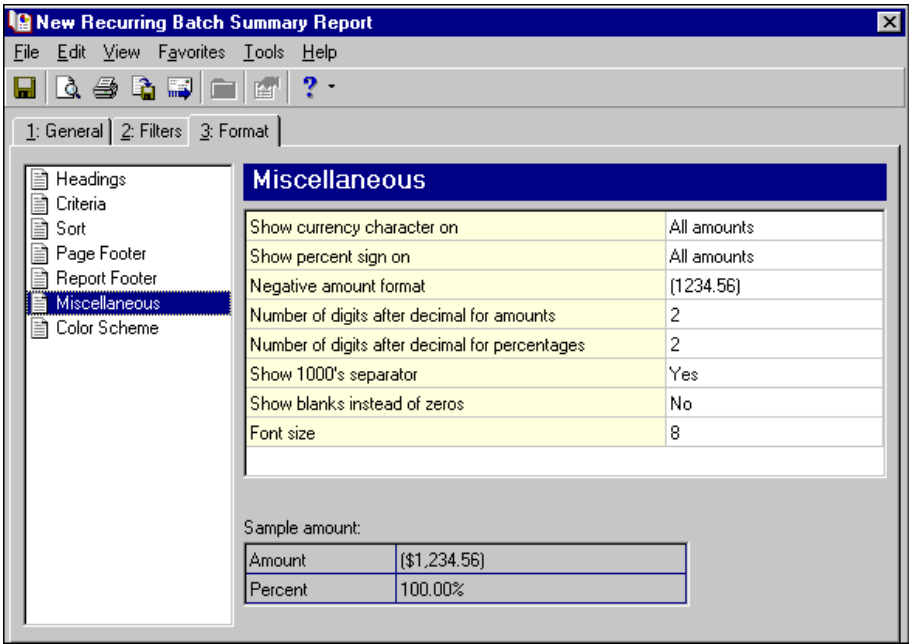 New Recurring Batch Summary Report
File Edit View Favorites Tools Help
?
1: General 2: Filters 3: Format
Headings
Criteria
Sort
Page Footer
Report Footer
Miscellaneous
Color Scheme
Miscellaneous
Show currency character on All amounts
Show percent sign on All amounts
Negative amount format (1234.56)
Number of digits after decimal for amounts 2
Number of digits after decimal for percentages 2
Show 1000's separator Yes
Show blanks instead of zeros No
Font size 8
Sample amount:
Amount ($1,234.56)
Percent 100.00%